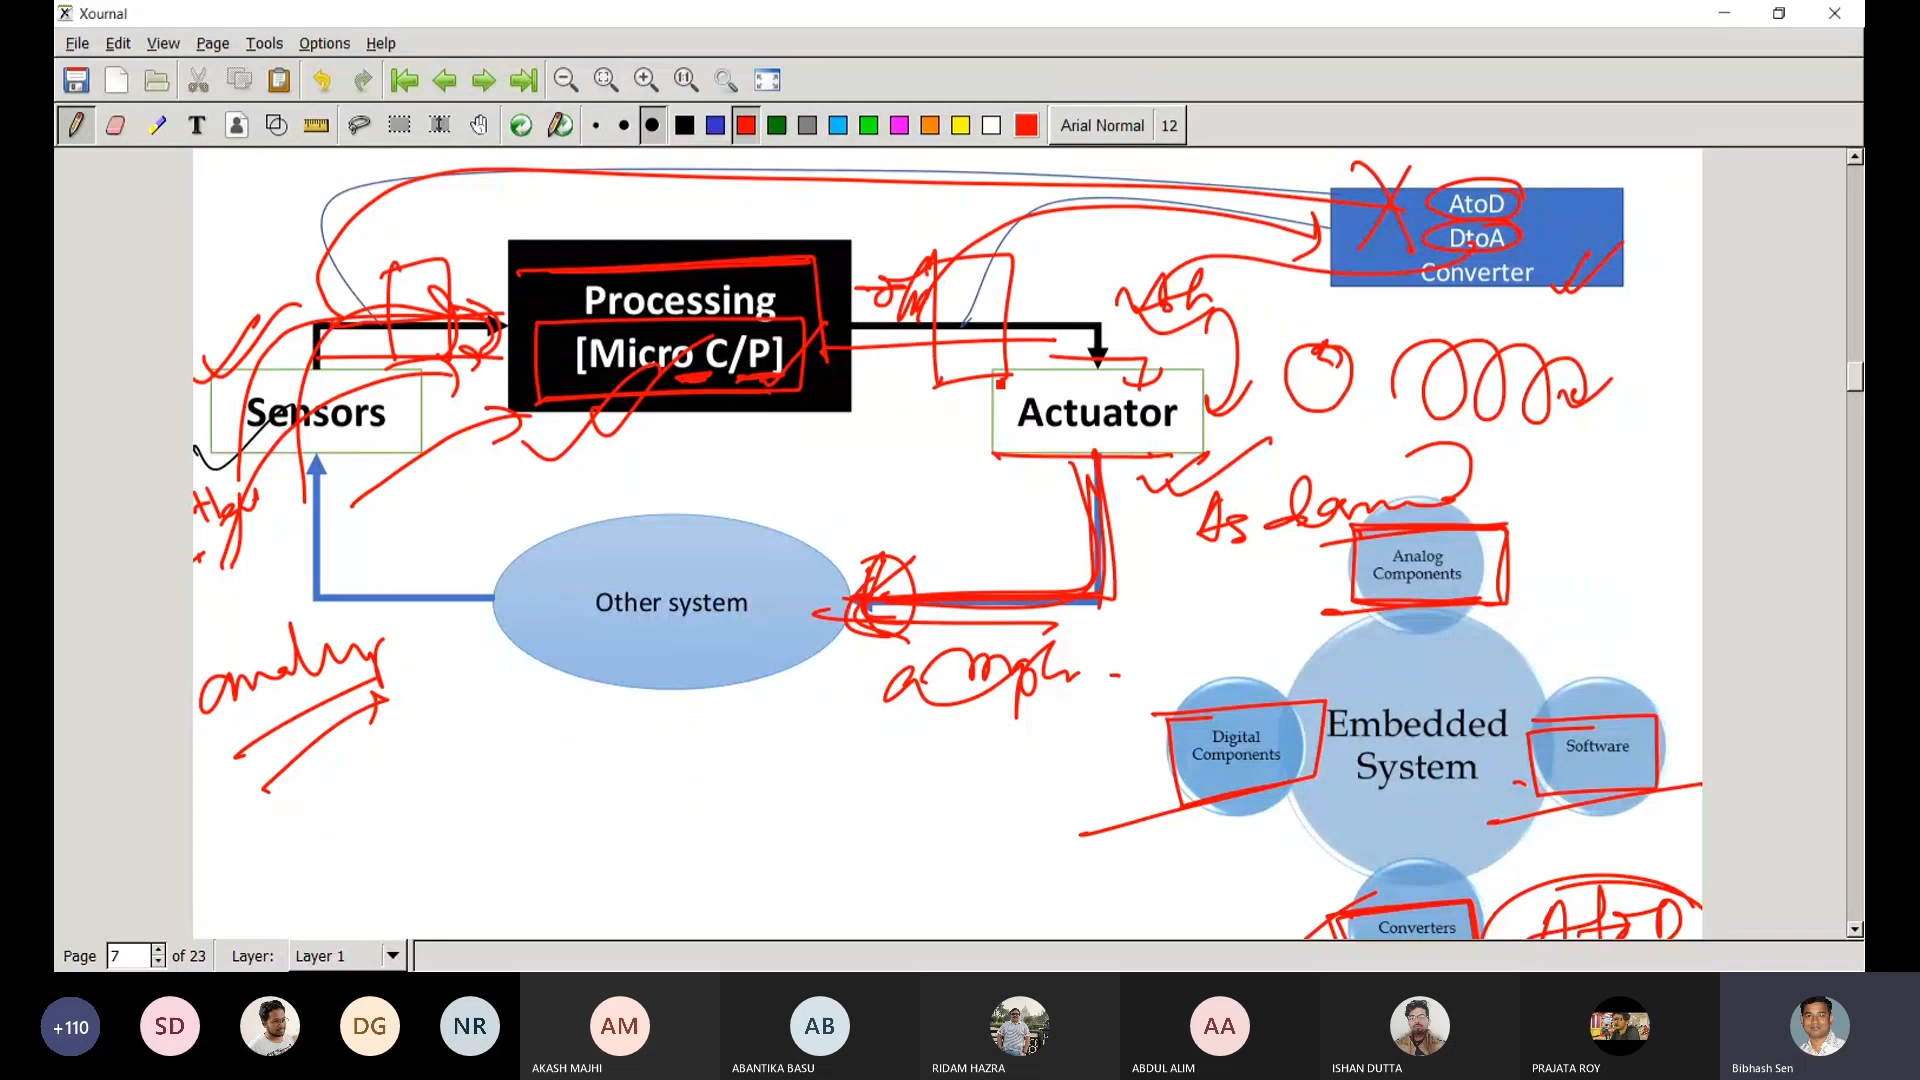 Xournal
File Edit View Page Tools Options Help
Arial Normal 12
AtoD
DtoA
Converter
Processing
[Micro C/P]
Sensors
Actuator
Other system
Analog
Components
Digital
Components
Embedded
System
Software
Converters
AtoD
Page 7 of 23 Layer: Layer 1
+110 SD DG NR AM AB AA
AKASH MAJHI ABANTIKA BASU RIDAM HAZRA ABDUL ALIM ISHAN DUTTA PRAJATA ROY Bibhash Sen